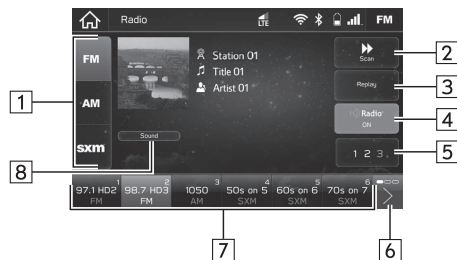 Radio
LTE
FM
FM
AM
sxm
Station 01
Title 01
Artist 01
Sound
Scan
Replay
Radio
ON
1 2 3
1
2
3
4
5
6
7
8
1 2 3 4 5 6
97.1 HD2 98.7 HD3 1050 50s on 5 60s on 6 70s on 7
FM FM AM SXM SXM SXM